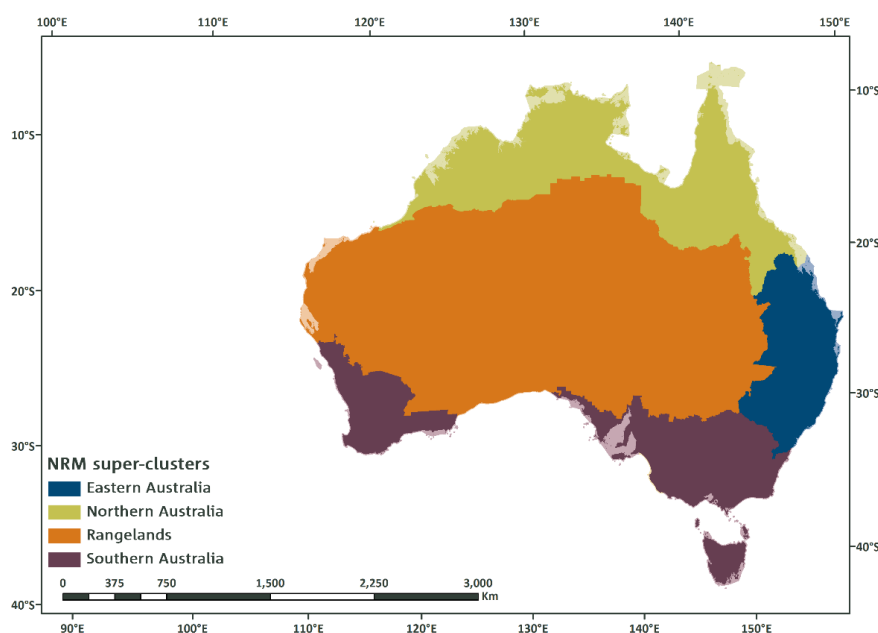 100°E 110°E 120°E 130°E 140°E 150°E
10°S
10°S
20°S
20°S
30°S
30°S
NRM super-clusters
Eastern Australia
Northern Australia
Rangelands
Southern Australia
40°S
0 375 750 1,500 2,250 3,000
Km
40°S
90°E 100°E 110°E 120°E 130°E 140°E 150°E